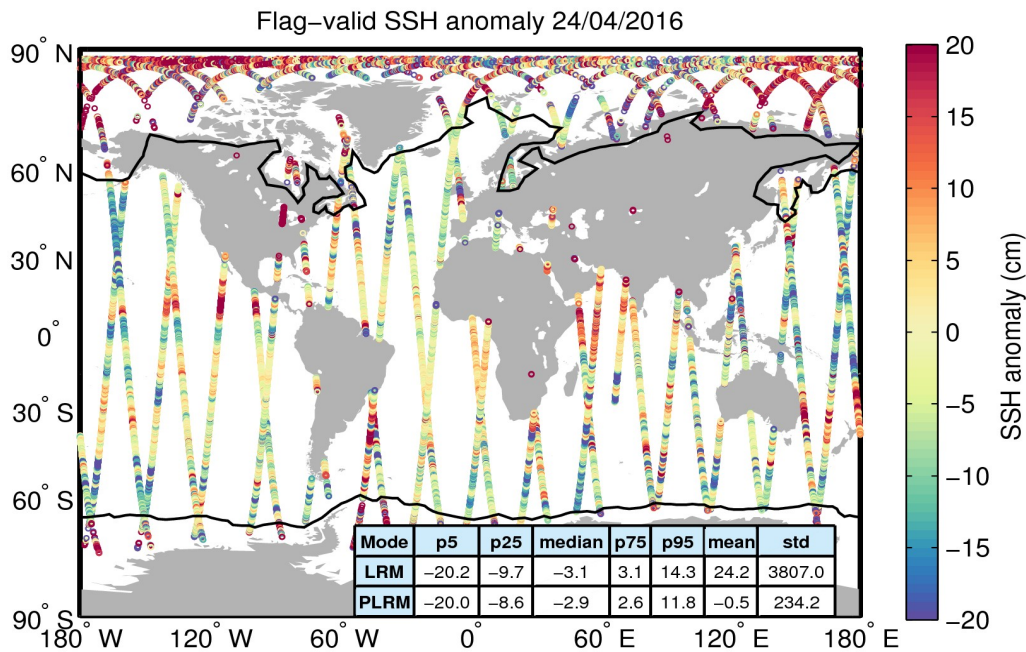 Flag−valid SSH anomaly 24/04/2016
90° N
60° N
30° N
0°
30° S
60° S
90° S
180° W 120° W 60° W 0° 60° E 120° E 180° E
Mode p5 p25 median p75 p95 mean std
LRM −20.2 −9.7 −3.1 3.1 14.3 24.2 3807.0
PLRM −20.0 −8.6 −2.9 2.6 11.8 −0.5 234.2
20
15
10
5
0
−5
−10
−15
−20
SSH anomaly (cm)